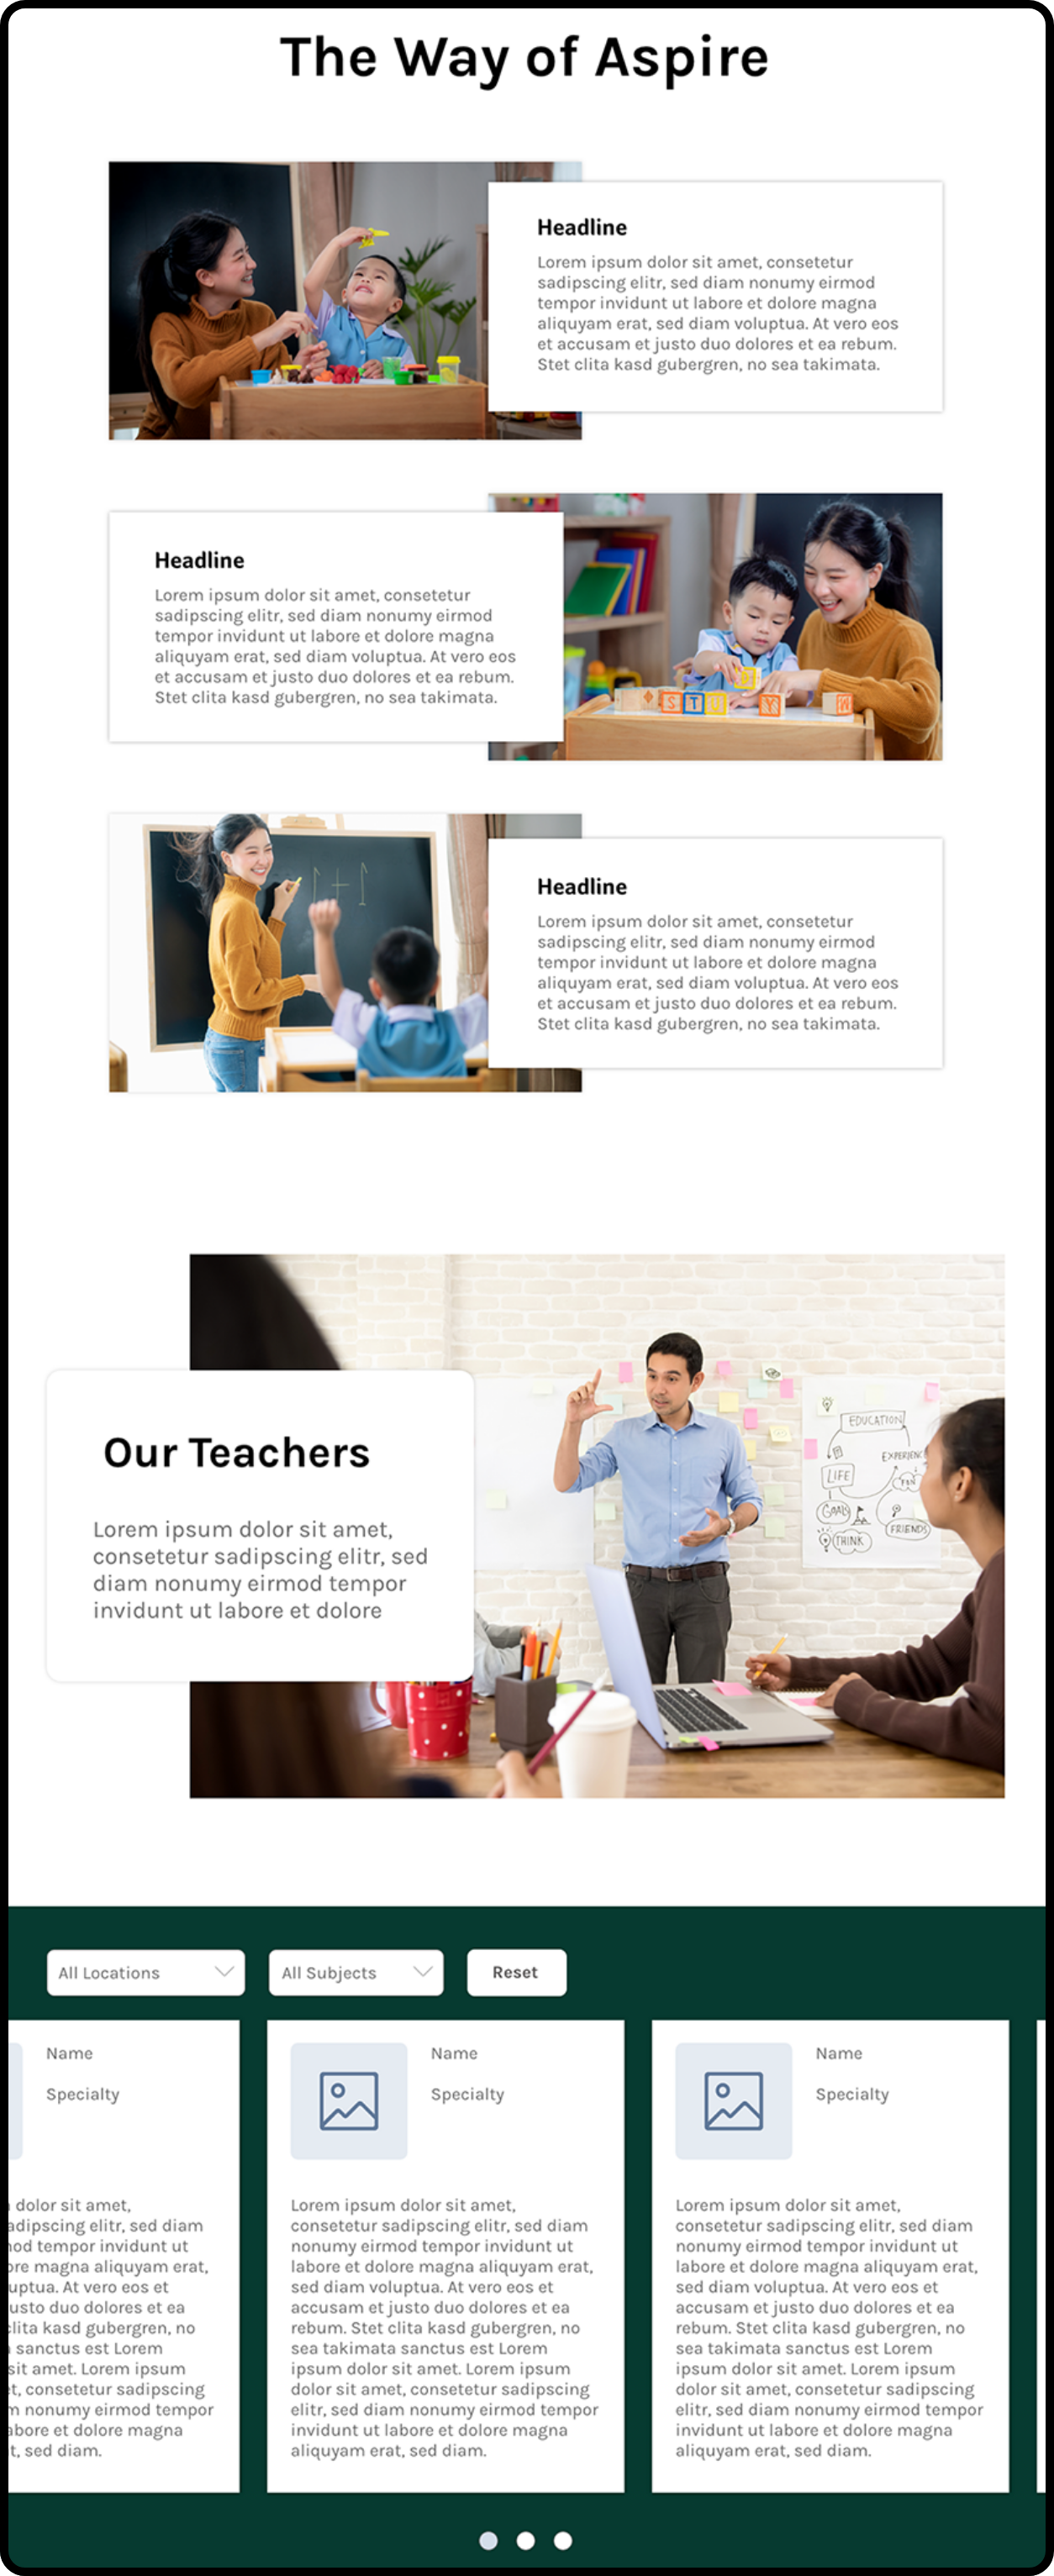 The Way of Aspire
Headline
Lorem ipsum dolor sit amet, consetetur
sadipscing elitr, sed diam nonumy eirmod
tempor invidunt ut labore et dolore magna
aliquyam erat, sed diam voluptua. At vero eos
et accusam et justo duo dolores et ea rebum.
Stet clita kasd gubergren, no sea takimata.
Headline
Lorem ipsum dolor sit amet, consetetur
sadipscing elitr, sed diam nonumy eirmod
tempor invidunt ut labore et dolore magna
aliquyam erat, sed diam voluptua. At vero eos
et accusam et justo duo dolores et ea rebum.
Stet clita kasd gubergren, no sea takimata.
S T U Y
1+1
Headline
Lorem ipsum dolor sit amet, consetetur
sadipscing elitr, sed diam nonumy eirmod
tempor invidunt ut labore et dolore magna
aliquyam erat, sed diam voluptua. At vero eos
et accusam et justo duo dolores et ea rebum.
Stet clita kasd gubergren, no sea takimata.
Our Teachers
Lorem ipsum dolor sit amet,
consetetur sadipscing elitr, sed
diam nonumy eirmod tempor
invidunt ut labore et dolore
EDUCATION
EXPERIENC
LIFE
FUN
GOALS
FRIENDS
THINK
All Locations
All Subjects
Reset
Name
Specialty
dolor sit amet,
adipscing elitr, sed diam
nod tempor invidunt ut
ore magna aliquyam erat,
uptua. At vero eos et
usto duo dolores et ea
clita kasd gubergren, no
sanctus est Lorem
sit amet. Lorem ipsum
t, consetetur sadipscing
m nonumy eirmod tempor
abore et dolore magna
t, sed diam.
Name
Specialty
Lorem ipsum dolor sit amet,
consetetur sadipscing elitr, sed diam
nonumy eirmod tempor invidunt ut
labore et dolore magna aliquyam erat,
sed diam voluptua. At vero eos et
accusam et justo duo dolores et ea
rebum. Stet clita kasd gubergren, no
sea takimata sanctus est Lorem
ipsum dolor sit amet. Lorem ipsum
dolor sit amet, consetetur sadipscing
elitr, sed diam nonumy eirmod tempor
invidunt ut labore et dolore magna
aliquyam erat, sed diam.
Name
Specialty
Lorem ipsum dolor sit amet,
consetetur sadipscing elitr, sed diam
nonumy eirmod tempor invidunt ut
labore et dolore magna aliquyam erat,
sed diam voluptua. At vero eos et
accusam et justo duo dolores et ea
rebum. Stet clita kasd gubergren, no
sea takimata sanctus est Lorem
ipsum dolor sit amet. Lorem ipsum
dolor sit amet, consetetur sadipscing
elitr, sed diam nonumy eirmod tempor
invidunt ut labore et dolore magna
aliquyam erat, sed diam.